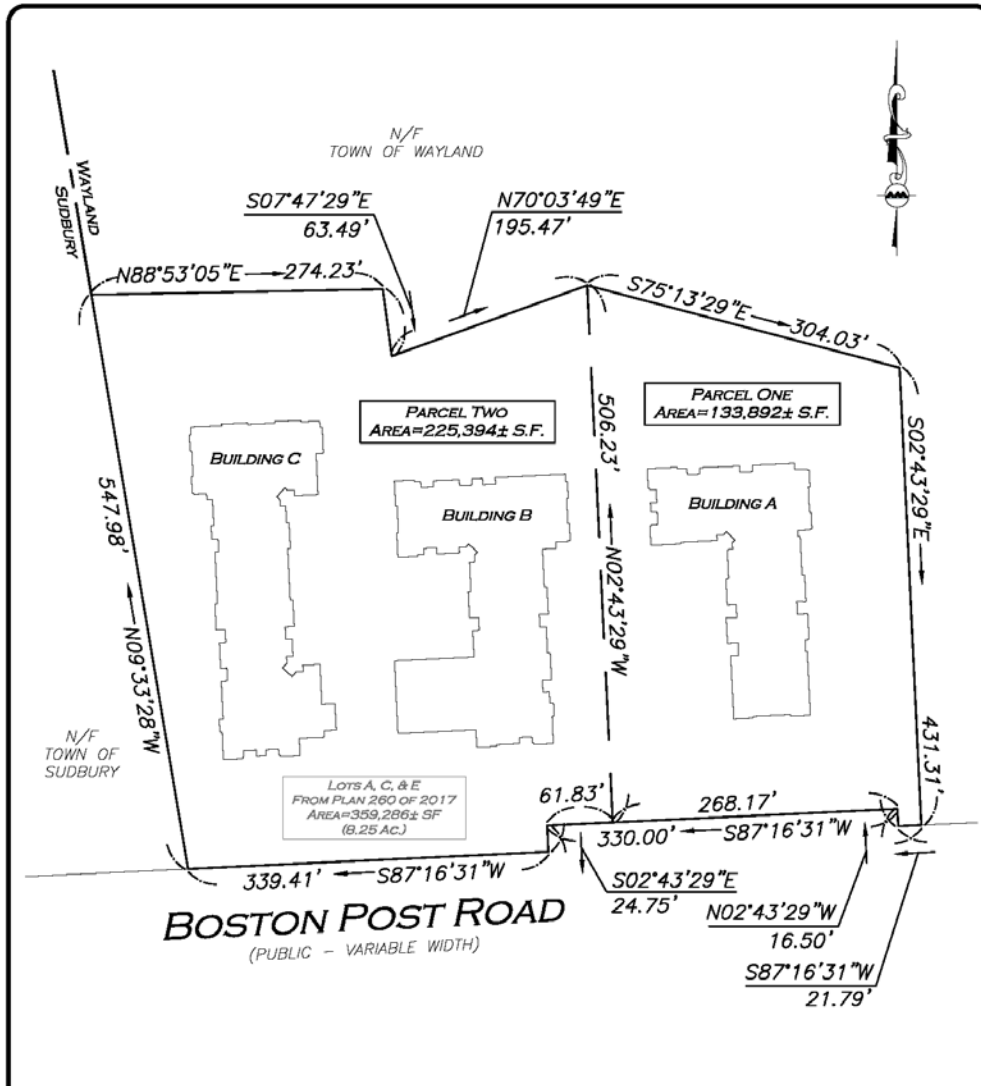 N/F
TOWN OF WAYLAND
WAYLAND
SUDBURY
S07°47'29"E
63.49'
N70°03'49"E
195.47'
N88°53'05"E
274.23'
S75°13'29"E
304.03'
PARCEL TWO
AREA=225,394± S.F.
PARCEL ONE
AREA=133,892± S.F.
506.23'
N02°43'29"W
S02°43'29"E
431.31'
BUILDING C
BUILDING B
BUILDING A
547.98'
N09°33'28"W
N/F
TOWN OF
SUDBURY
LOTS A, C, & E
FROM PLAN 260 OF 2017
AREA=359,286± SF
(8.25 AC.)
61.83'
268.17'
330.00'
S87°16'31"W
339.41'
S87°16'31"W
S02°43'29"E
24.75'
N02°43'29"W
16.50'
S87°16'31"W
21.79'
BOSTON POST ROAD
(PUBLIC - VARIABLE WIDTH)